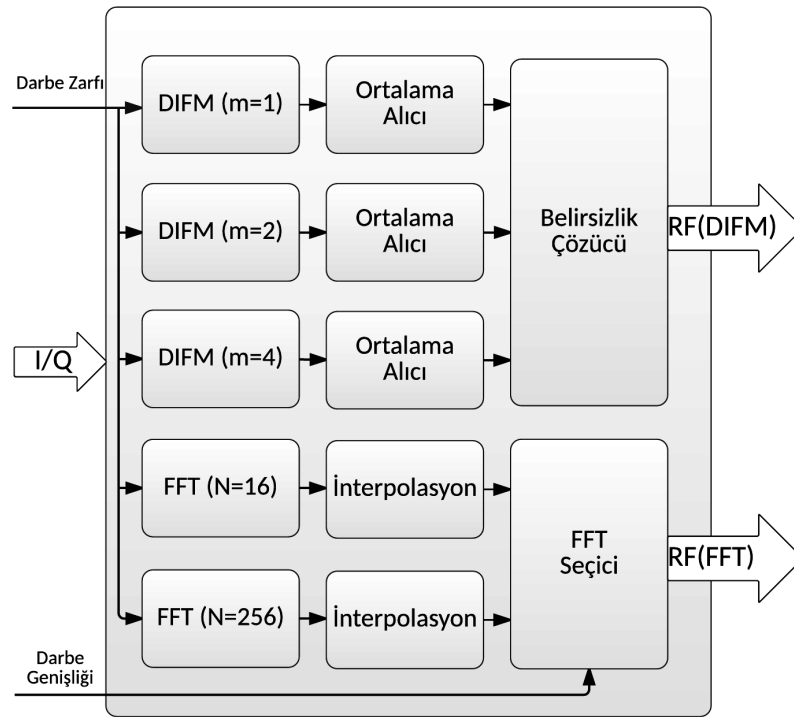 Darbe Zarfı
DIFM (m=1)
Ortalama
Alıcı
DIFM (m=2)
Ortalama
Alıcı
Belirsizlik
Çözücü
RF(DIFM)
I/Q
DIFM (m=4)
Ortalama
Alıcı
FFT (N=16)
İnterpolasyon
FFT
Seçici
RF(FFT)
FFT (N=256)
İnterpolasyon
Darbe
Genişliği